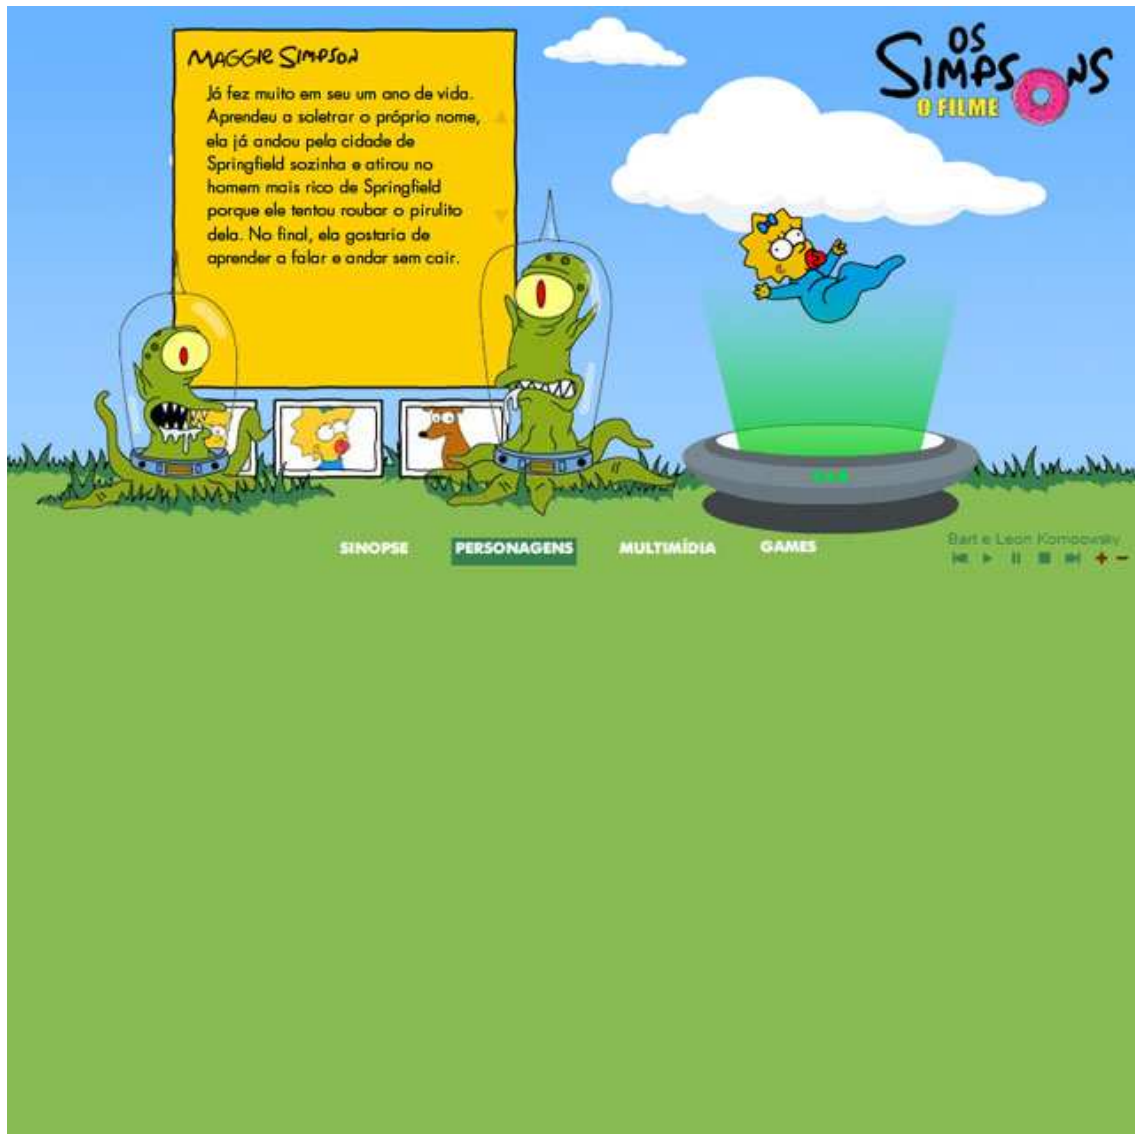 MAGGIE SIMPSON
Já fez muito em seu um ano de vida.
Aprendeu a soletrar o próprio nome,
ela já andou pela cidade de
Springfield sozinha e atirou no
homem mais rico de Springfield
porque ele tentou roubar o pirulito
dela. No final, ela gostaria de
aprender a falar e andar sem cair.
OS
SIMPSONS
O FILME
SINOPSE
PERSONAGENS
MULTIMÍDIA
GAMES
Bart e Leon Kompowsky